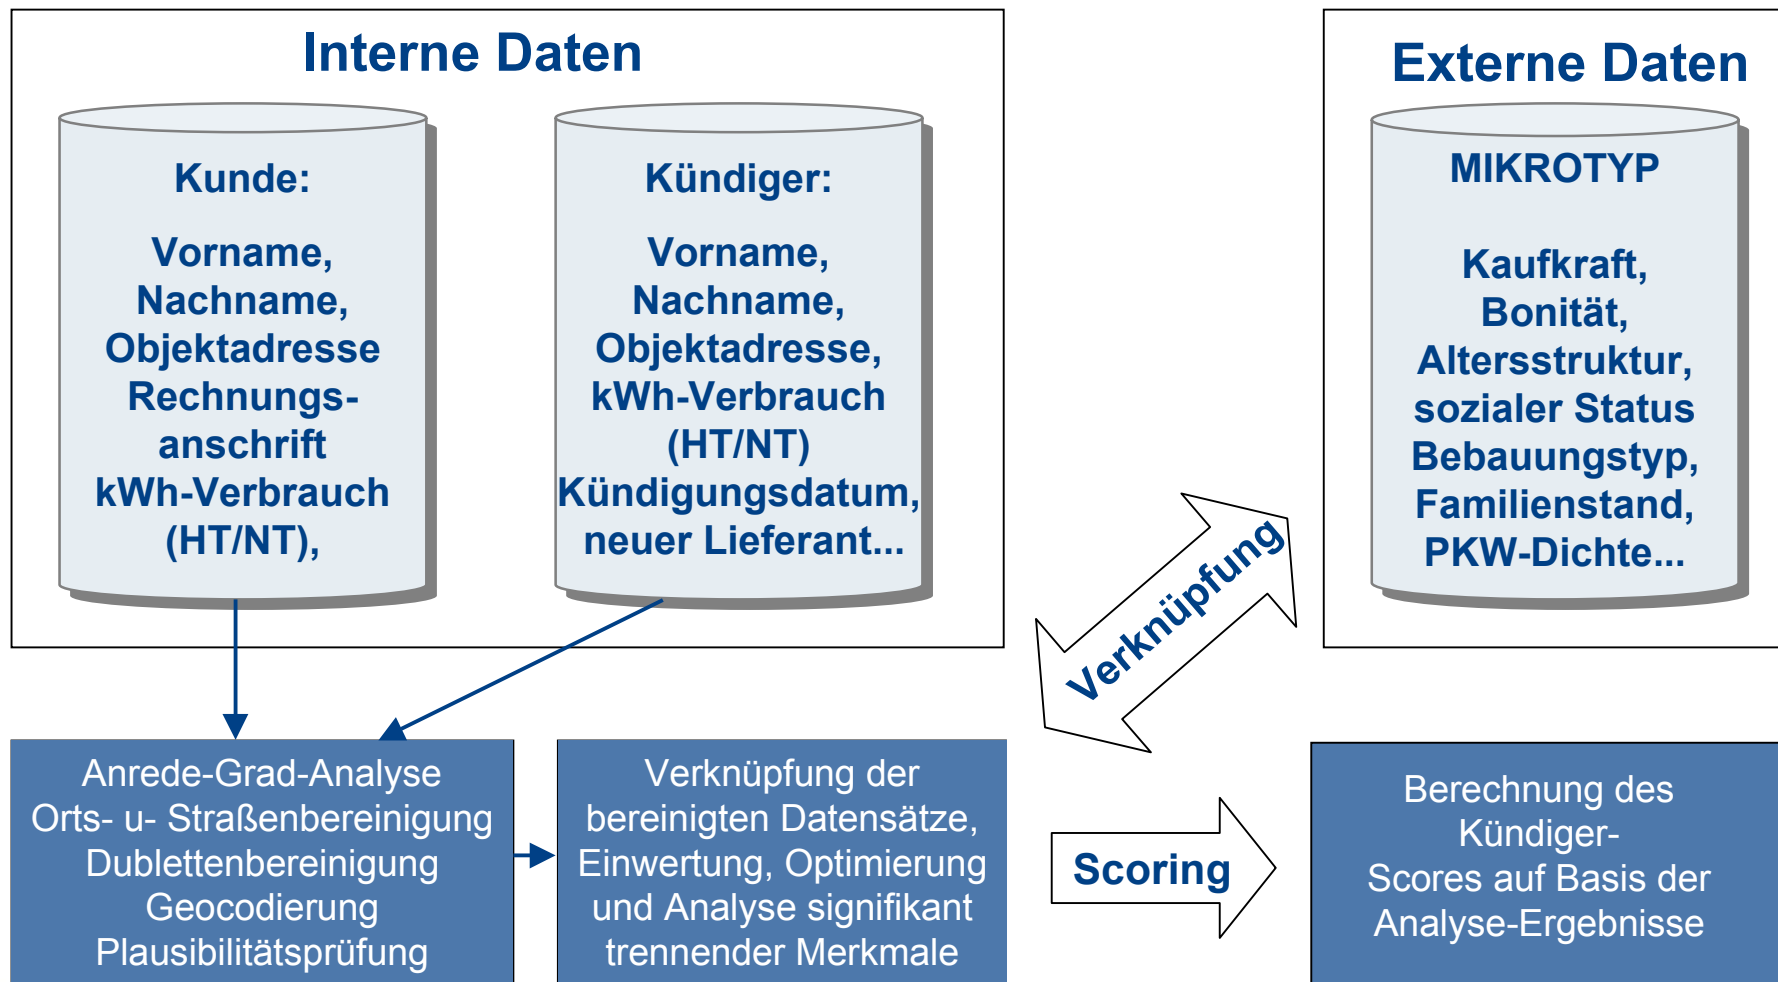 Interne Daten
Kunde:
Vorname,
Nachname,
Objektadresse
Rechnungs-
anschrift
kWh-Verbrauch
(HT/NT),
Kündiger:
Vorname,
Nachname,
Objektadresse,
kWh-Verbrauch
(HT/NT)
Kündigungsdatum,
neuer Lieferant...
Externe Daten
MIKROTYP
Kaufkraft,
Bonität,
Altersstruktur,
sozialer Status
Bebauungstyp,
Familienstand,
PKW-Dichte...
Verknüpfung
Anrede-Grad-Analyse
Orts- u- Straßenbereinigung
Dublettenbereinigung
Geocodierung
Plausibilitätsprüfung
Verknüpfung der
bereinigten Datensätze,
Einwertung, Optimierung
und Analyse signifikant
trennender Merkmale
Scoring
Berechnung des
Kündiger-
Scores auf Basis der
Analyse-Ergebnisse